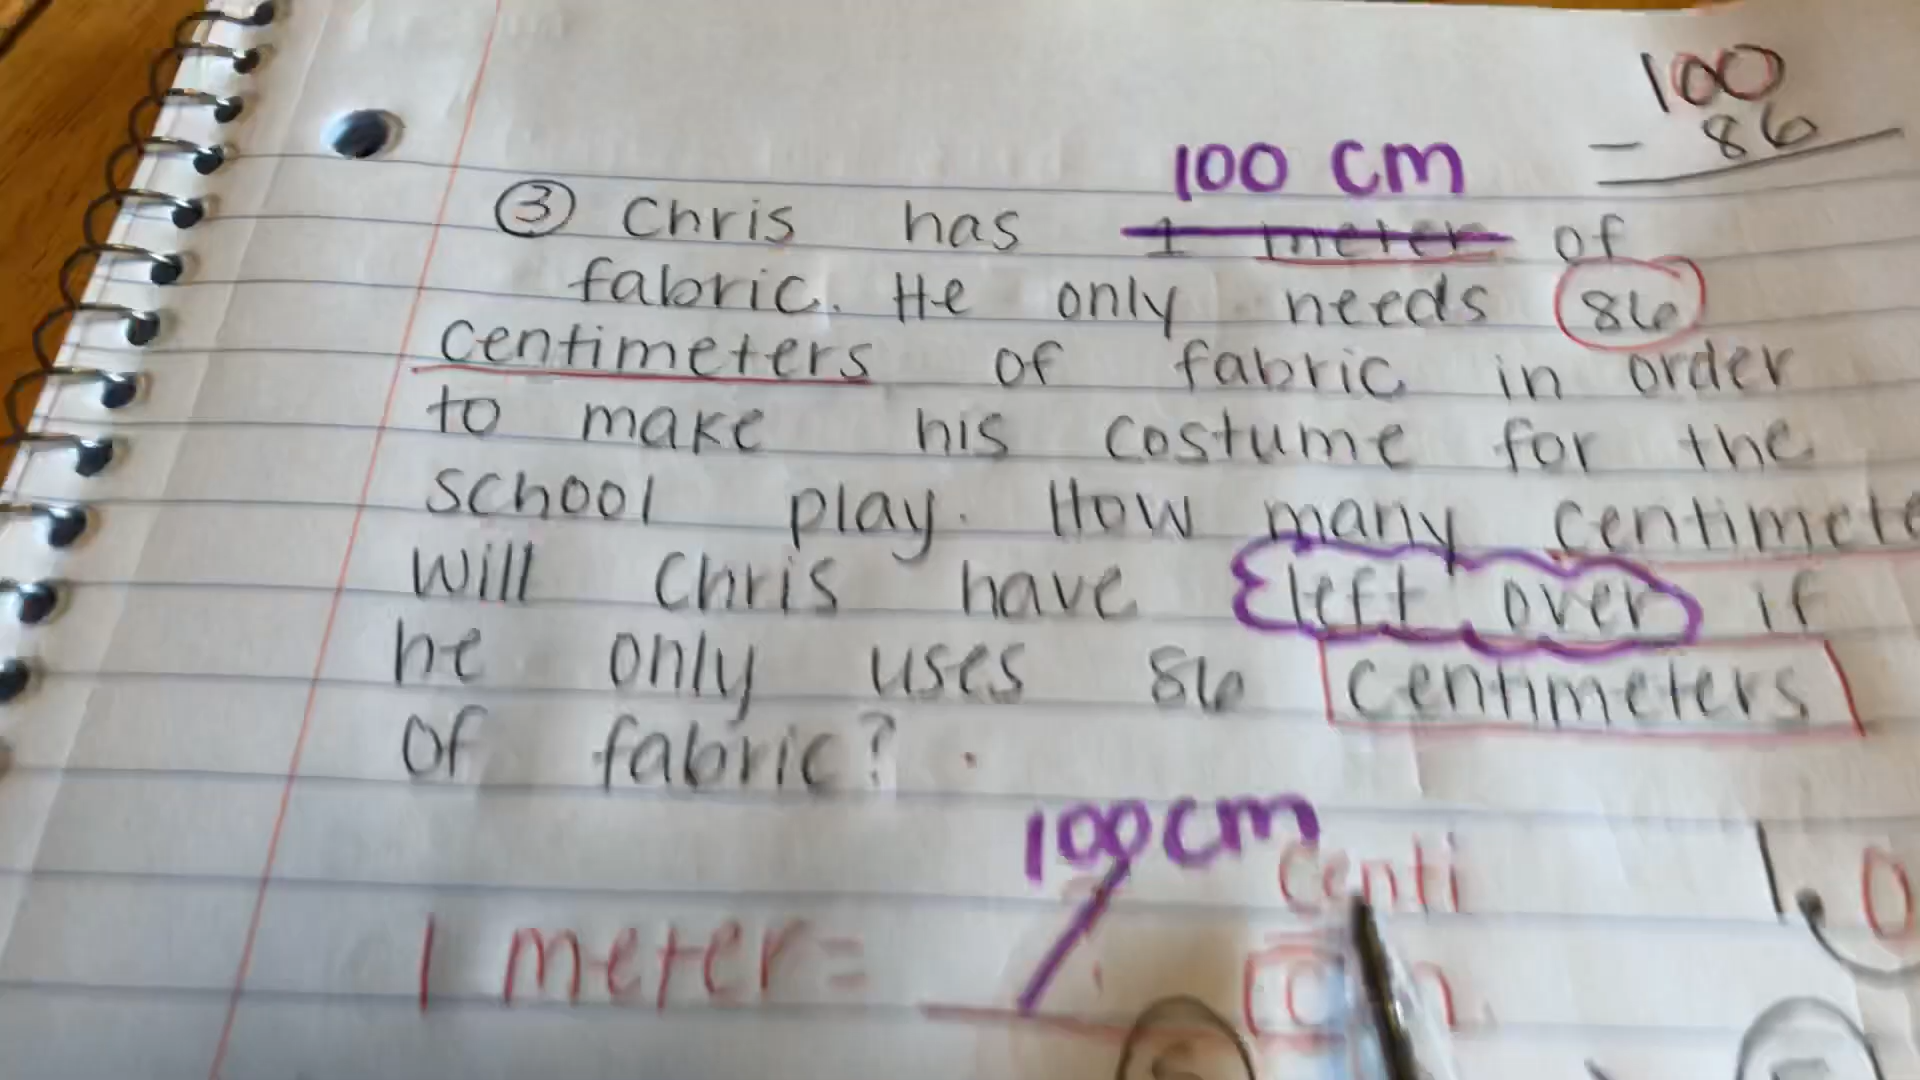 100
- 86
100 cm
③ Chris has 1 meter of
fabric. He only needs 86
centimeters of fabric in order
to make his costume for the
school play. How many centimete
will Chris have left over if
he only uses 86 centimeters
of fabric?
100cm
centi
1 meter=
1.0